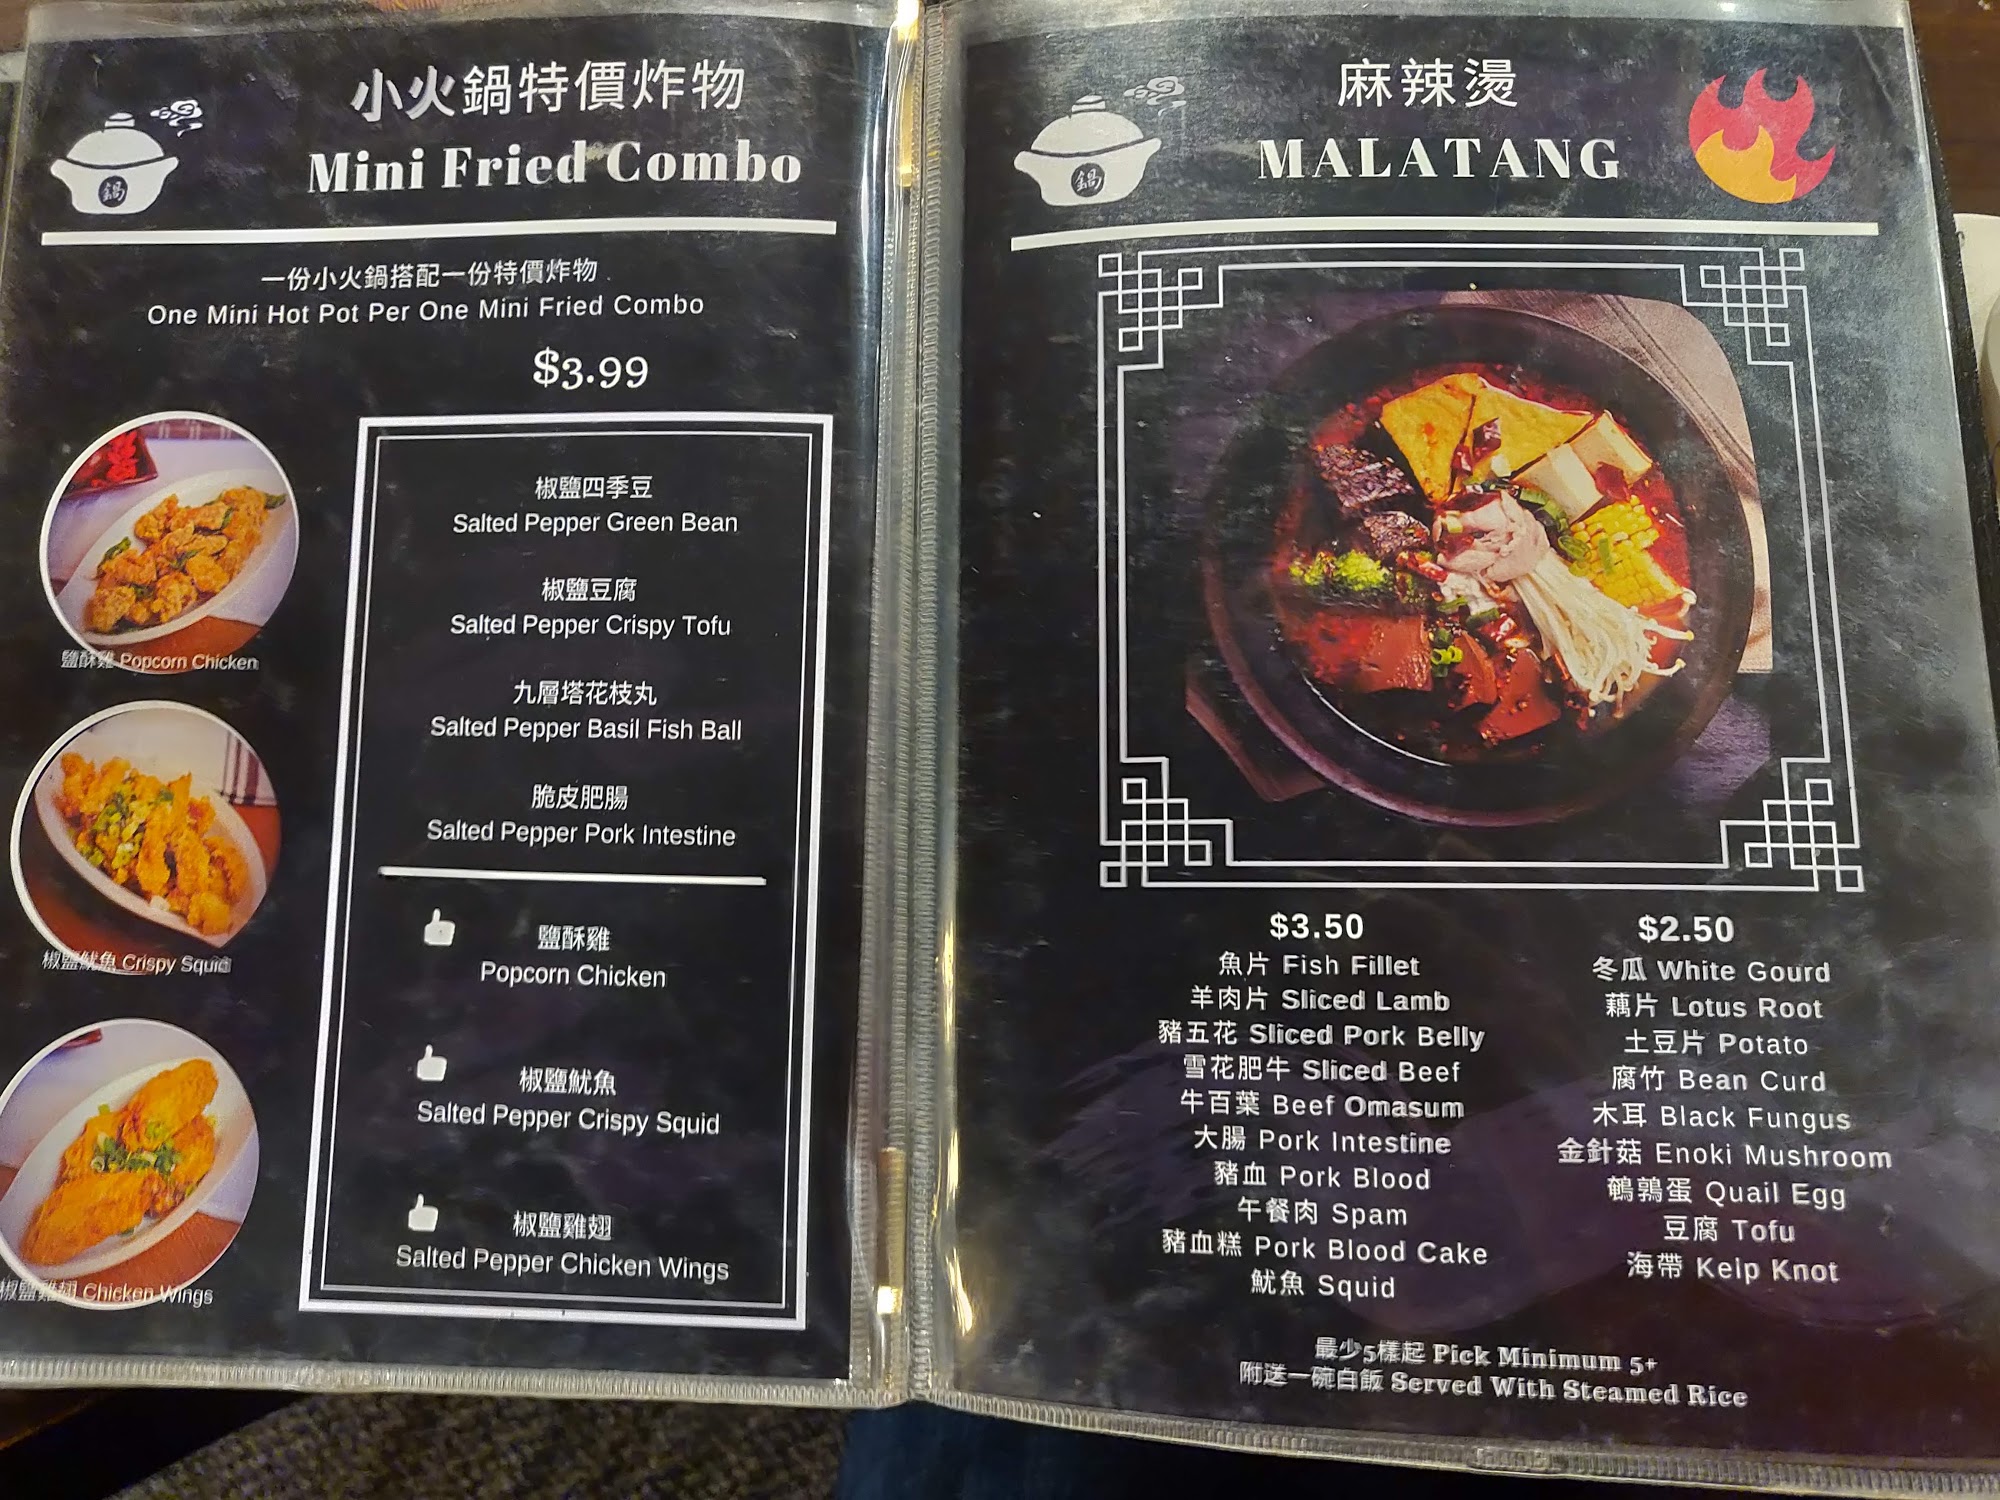 小火鍋特價炸物
Mini Fried Combo
鍋
一份小火鍋搭配一份特價炸物
One Mini Hot Pot Per One Mini Fried Combo
$3.99
鹽酥雞 Popcorn Chicken
椒鹽魷魚 Crispy Squid
椒鹽雞翅 Chicken Wings
椒鹽四季豆
Salted Pepper Green Bean
椒鹽豆腐
Salted Pepper Crispy Tofu
九層塔花枝丸
Salted Pepper Basil Fish Ball
脆皮肥腸
Salted Pepper Pork Intestine
鹽酥雞
Popcorn Chicken
椒鹽魷魚
Salted Pepper Crispy Squid
椒鹽雞翅
Salted Pepper Chicken Wings
麻辣燙
MALATANG
鍋
$3.50
魚片 Fish Fillet
羊肉片 Sliced Lamb
豬五花 Sliced Pork Belly
雪花肥牛 Sliced Beef
牛百葉 Beef Omasum
大腸 Pork Intestine
豬血 Pork Blood
午餐肉 Spam
豬血糕 Pork Blood Cake
魷魚 Squid
$2.50
冬瓜 White Gourd
藕片 Lotus Root
土豆片 Potato
腐竹 Bean Curd
木耳 Black Fungus
金針菇 Enoki Mushroom
鵪鶉蛋 Quail Egg
豆腐 Tofu
海帶 Kelp Knot
最少5樣起 Pick Minimum 5+
附送一碗白飯 Served With Steamed Rice